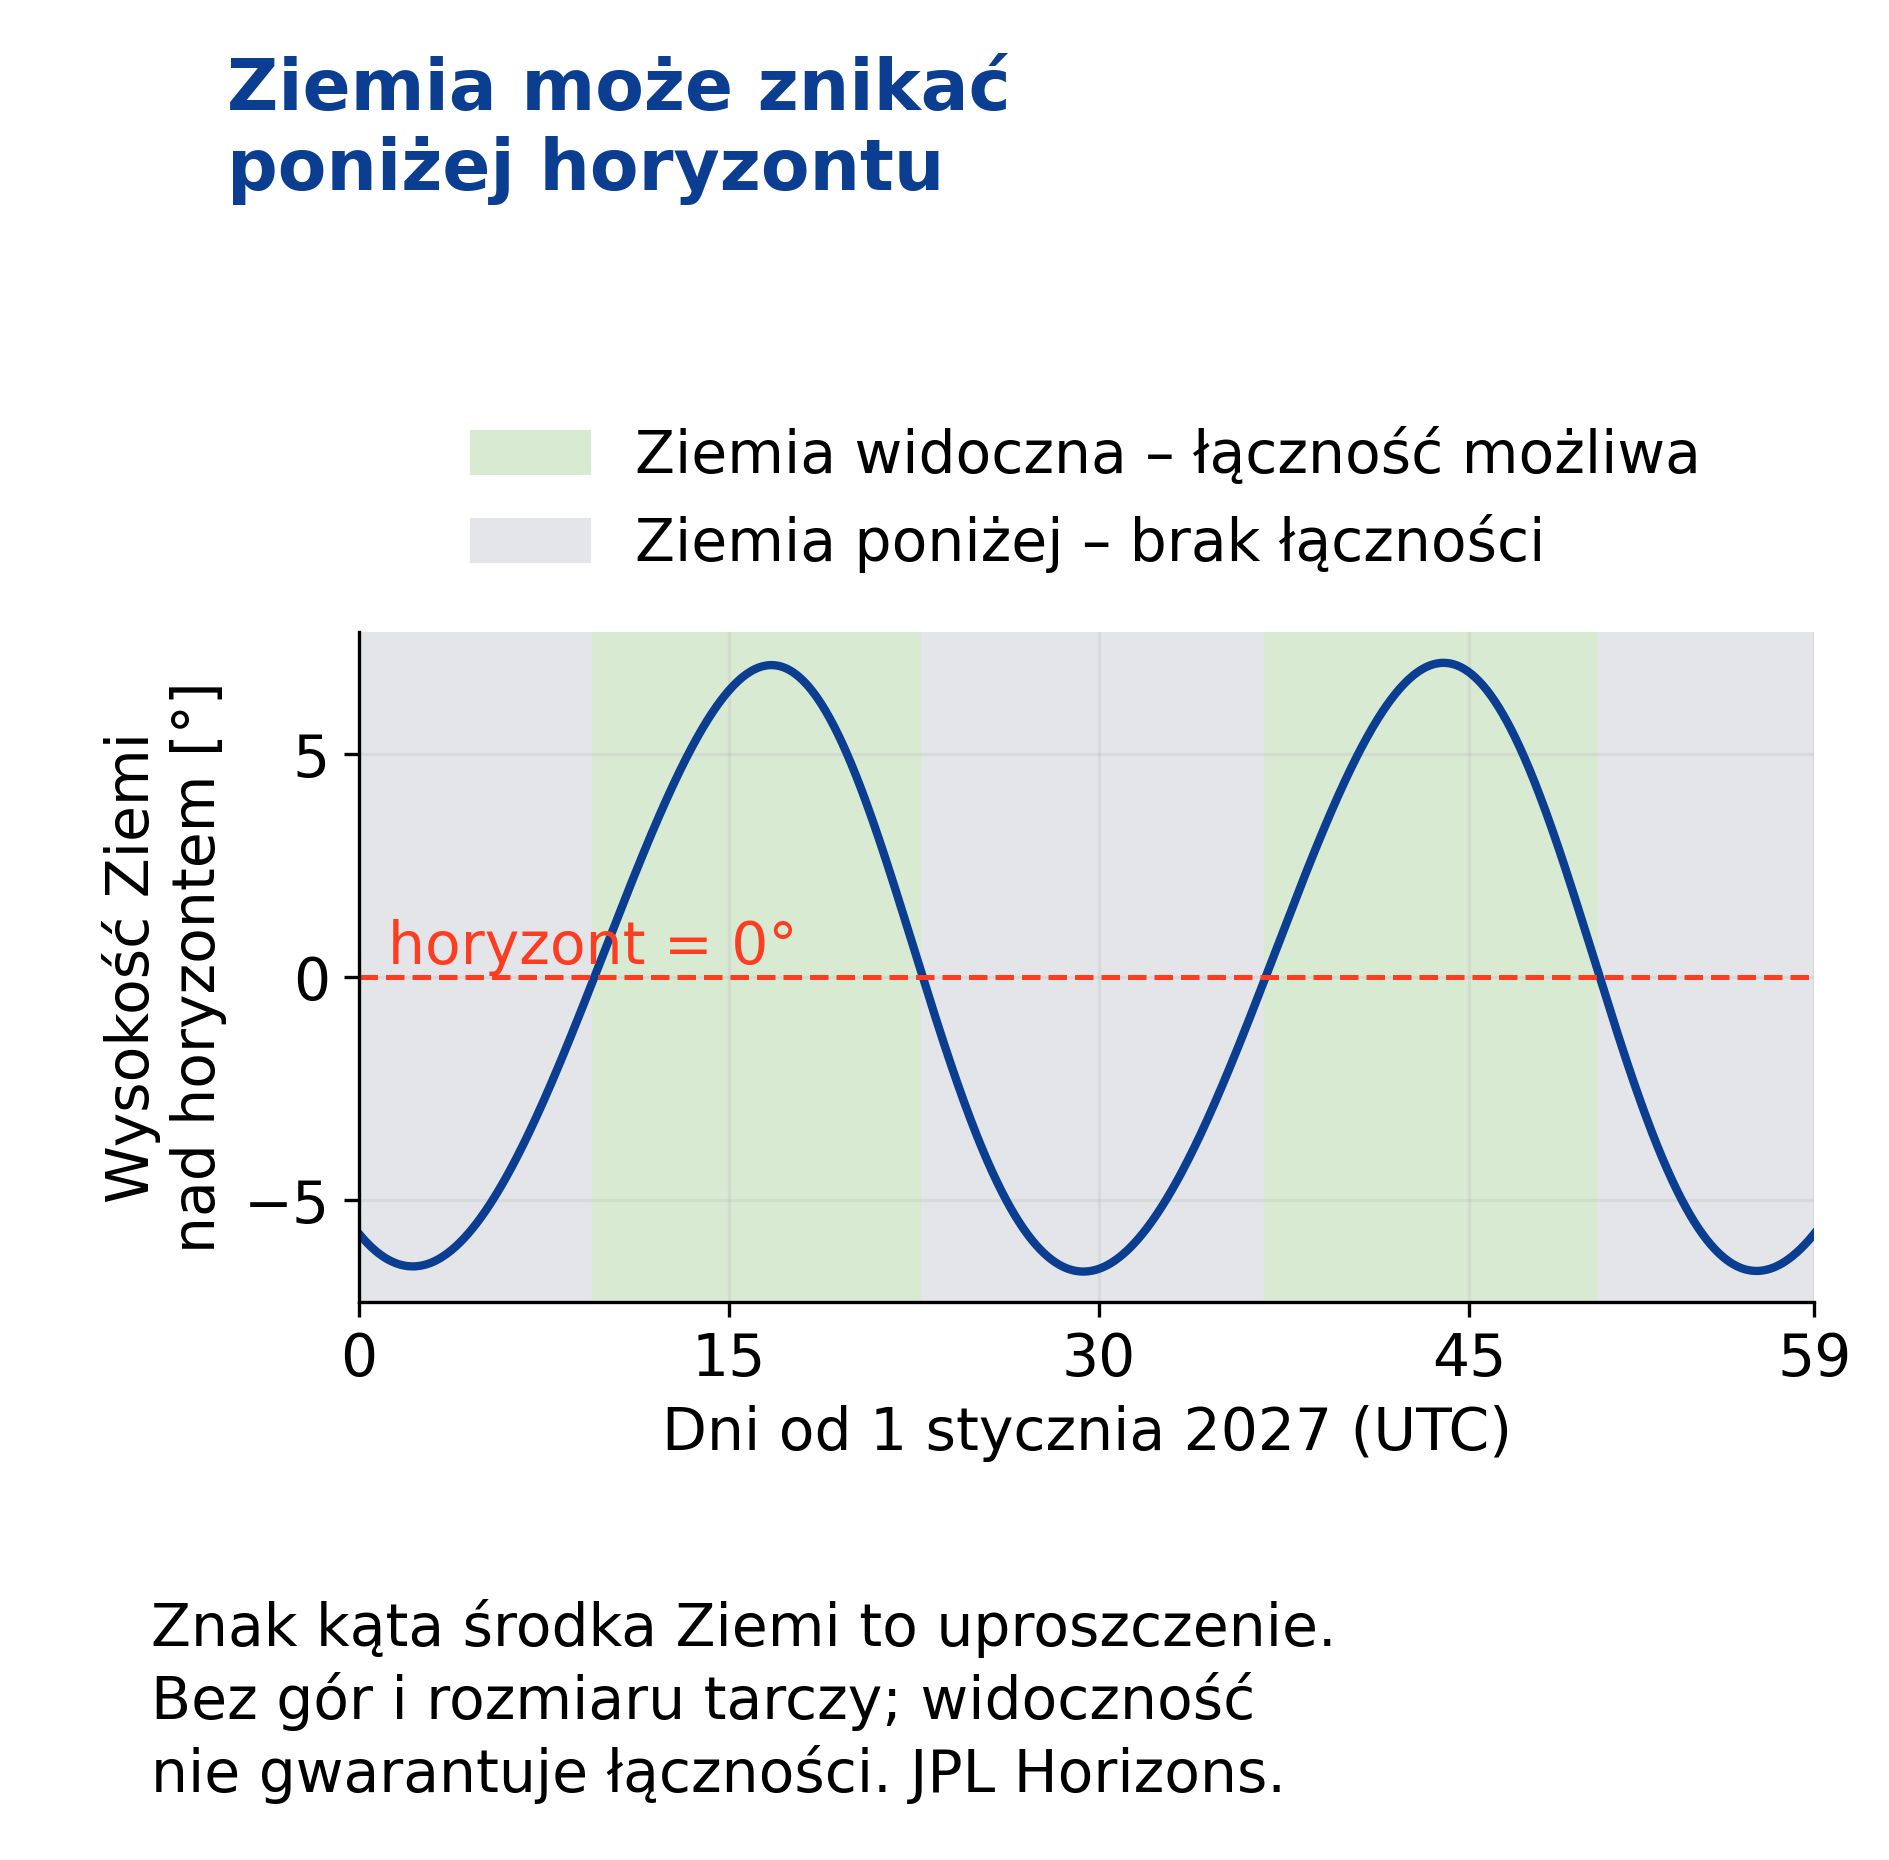 Ziemia może znikać
poniżej horyzontu
Ziemia widoczna – łączność możliwa
Ziemia poniżej – brak łączności
Wysokość Ziemi
nad horyzontem [°]
5
0
−5
horyzont = 0°
0
15
30
45
59
Dni od 1 stycznia 2027 (UTC)
Znak kąta środka Ziemi to uproszczenie.
Bez gór i rozmiaru tarczy; widoczność
nie gwarantuje łączności. JPL Horizons.